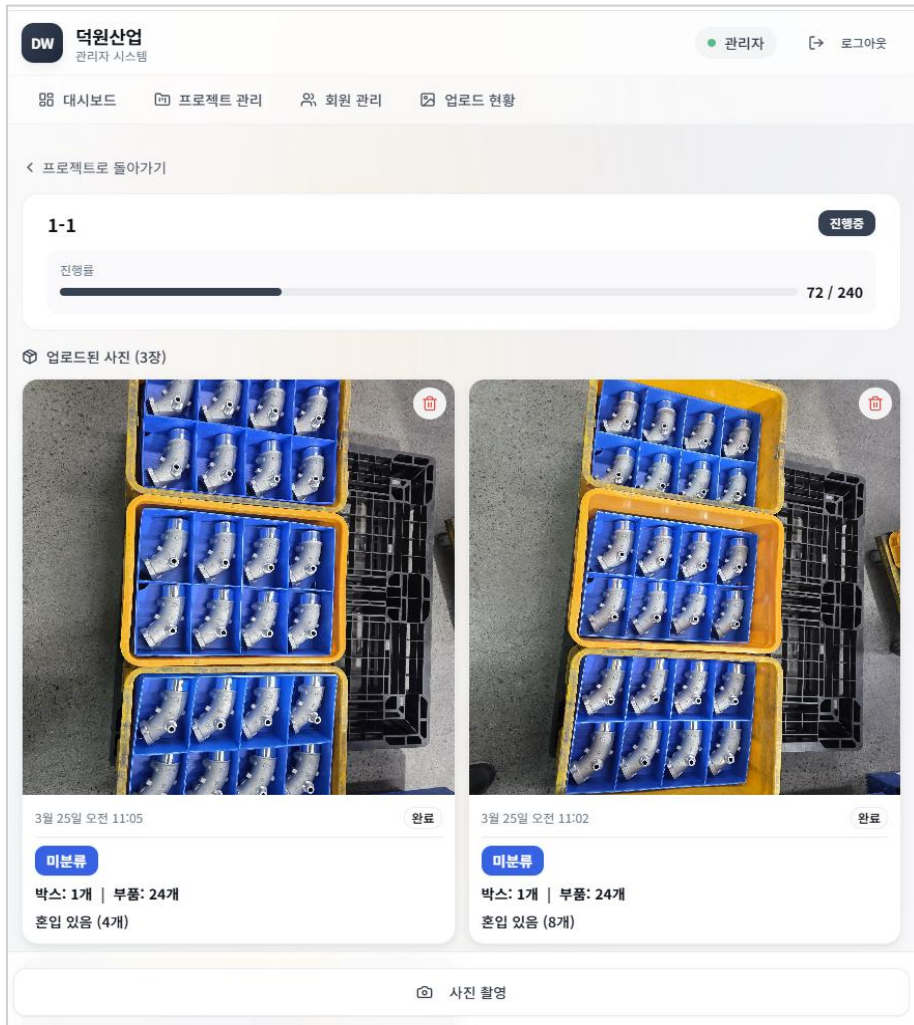 DW 덕원산업
관리자 시스템
관리자 로그아웃
대시보드 프로젝트 관리 회원 관리 업로드 현황
프로젝트로 돌아가기
1-1 진행중
진행률
72 / 240
업로드된 사진 (3장)
3월 25일 오전 11:05 완료
미분류
박스: 1개 | 부품: 24개
혼입 있음 (4개)
3월 25일 오전 11:02 완료
미분류
박스: 1개 | 부품: 24개
혼입 있음 (8개)
사진 촬영